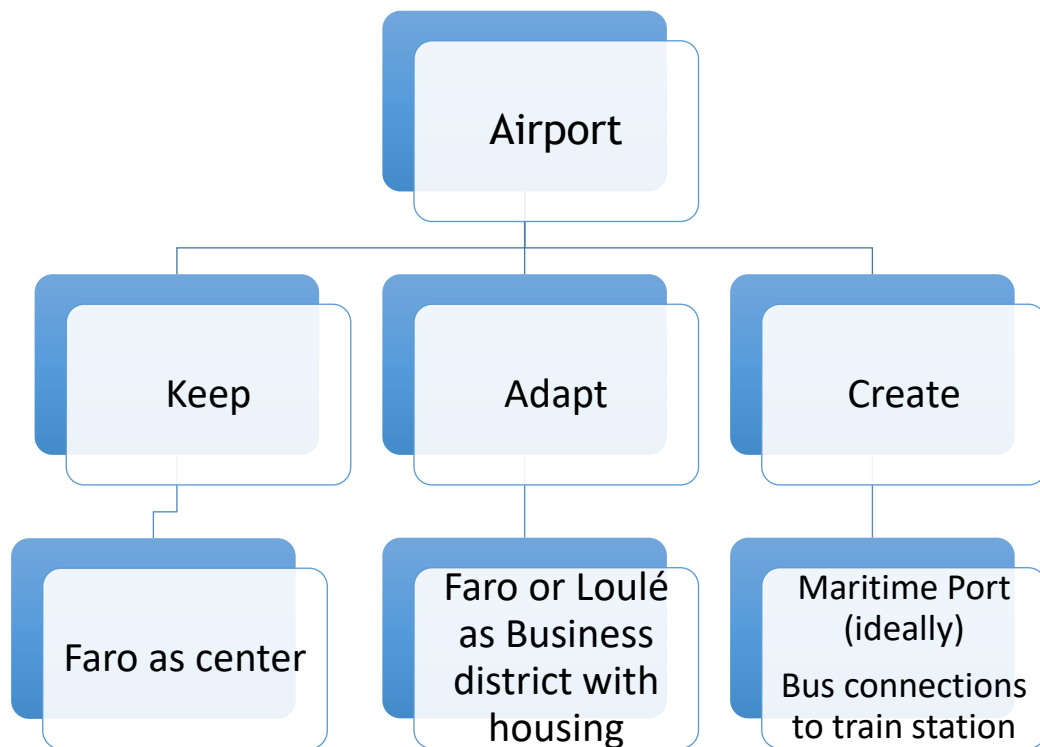 Airport
Keep
Adapt
Create
Faro as center
Faro or Loulé
as Business
district with
housing
Maritime Port
(ideally)
Bus connections
to train station